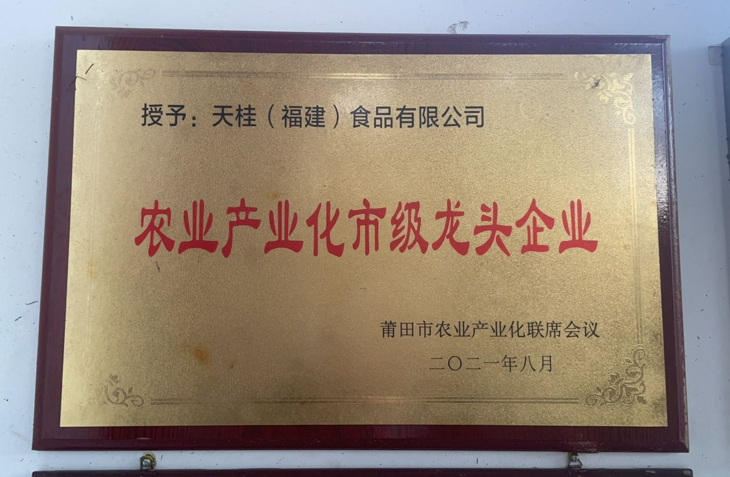 授予：天桂（福建）食品有限公司
农业产业化市级龙头企业
莆田市农业产业化联席会议
二〇二一年八月